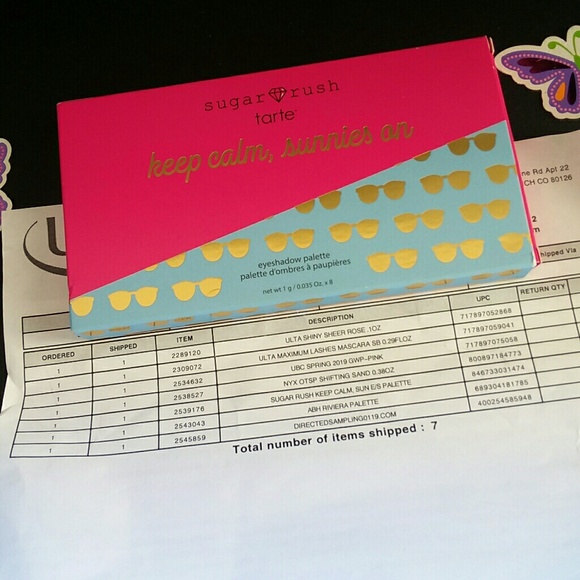 sugar rush
tarte
keep calm, sunnies on
eyeshadow palette
palette d'ombres à paupières
net wt 1 g / 0.035 Oz. x 8
ne Rd Apt 22
CH CO 80126
2
m
hipped Via
ORDERED SHIPPED ITEM DESCRIPTION UPC RETURN QTY
1 1 2289120 ULTA SHINY SHEER ROSE .1OZ 717897052868
1 1 2309072 ULTA MAXIMUM LASHES MASCARA SB 0.29FLOZ 717897059041
1 1 2534632 UBC SPRING 2019 GWP-PINK 717897075058
1 1 2538527 NYX OTSP SHIFTING SAND 0.38OZ 800897184773
1 1 2539176 SUGAR RUSH KEEP CALM, SUN E/S PALETTE 846733031474
1 1 2543043 ABH RIVIERA PALETTE 689304181785
1 1 2545859 DIRECTEDSAMPLING0119.COM 400254585948
Total number of items shipped : 7